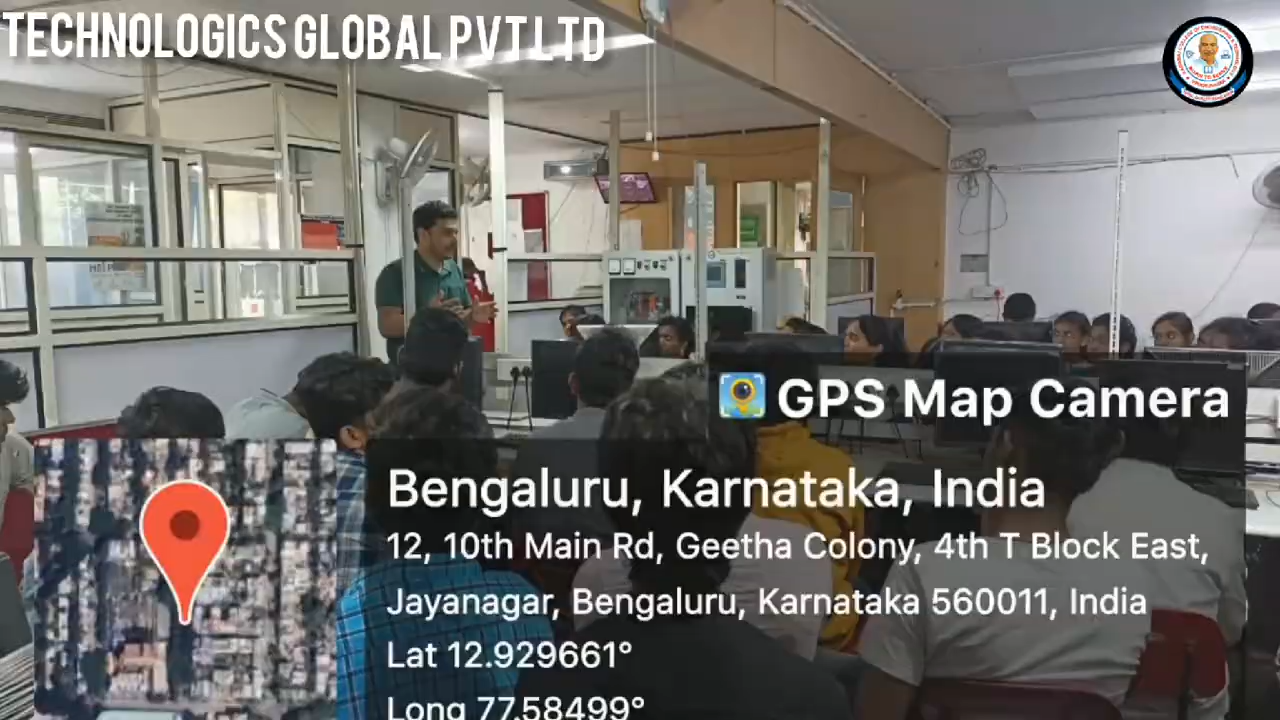 TECHNOLOGICS GLOBAL PVT LTD
GPS Map Camera
Bengaluru, Karnataka, India
12, 10th Main Rd, Geetha Colony, 4th T Block East,
Jayanagar, Bengaluru, Karnataka 560011, India
Lat 12.929661°
Long 77.58499°